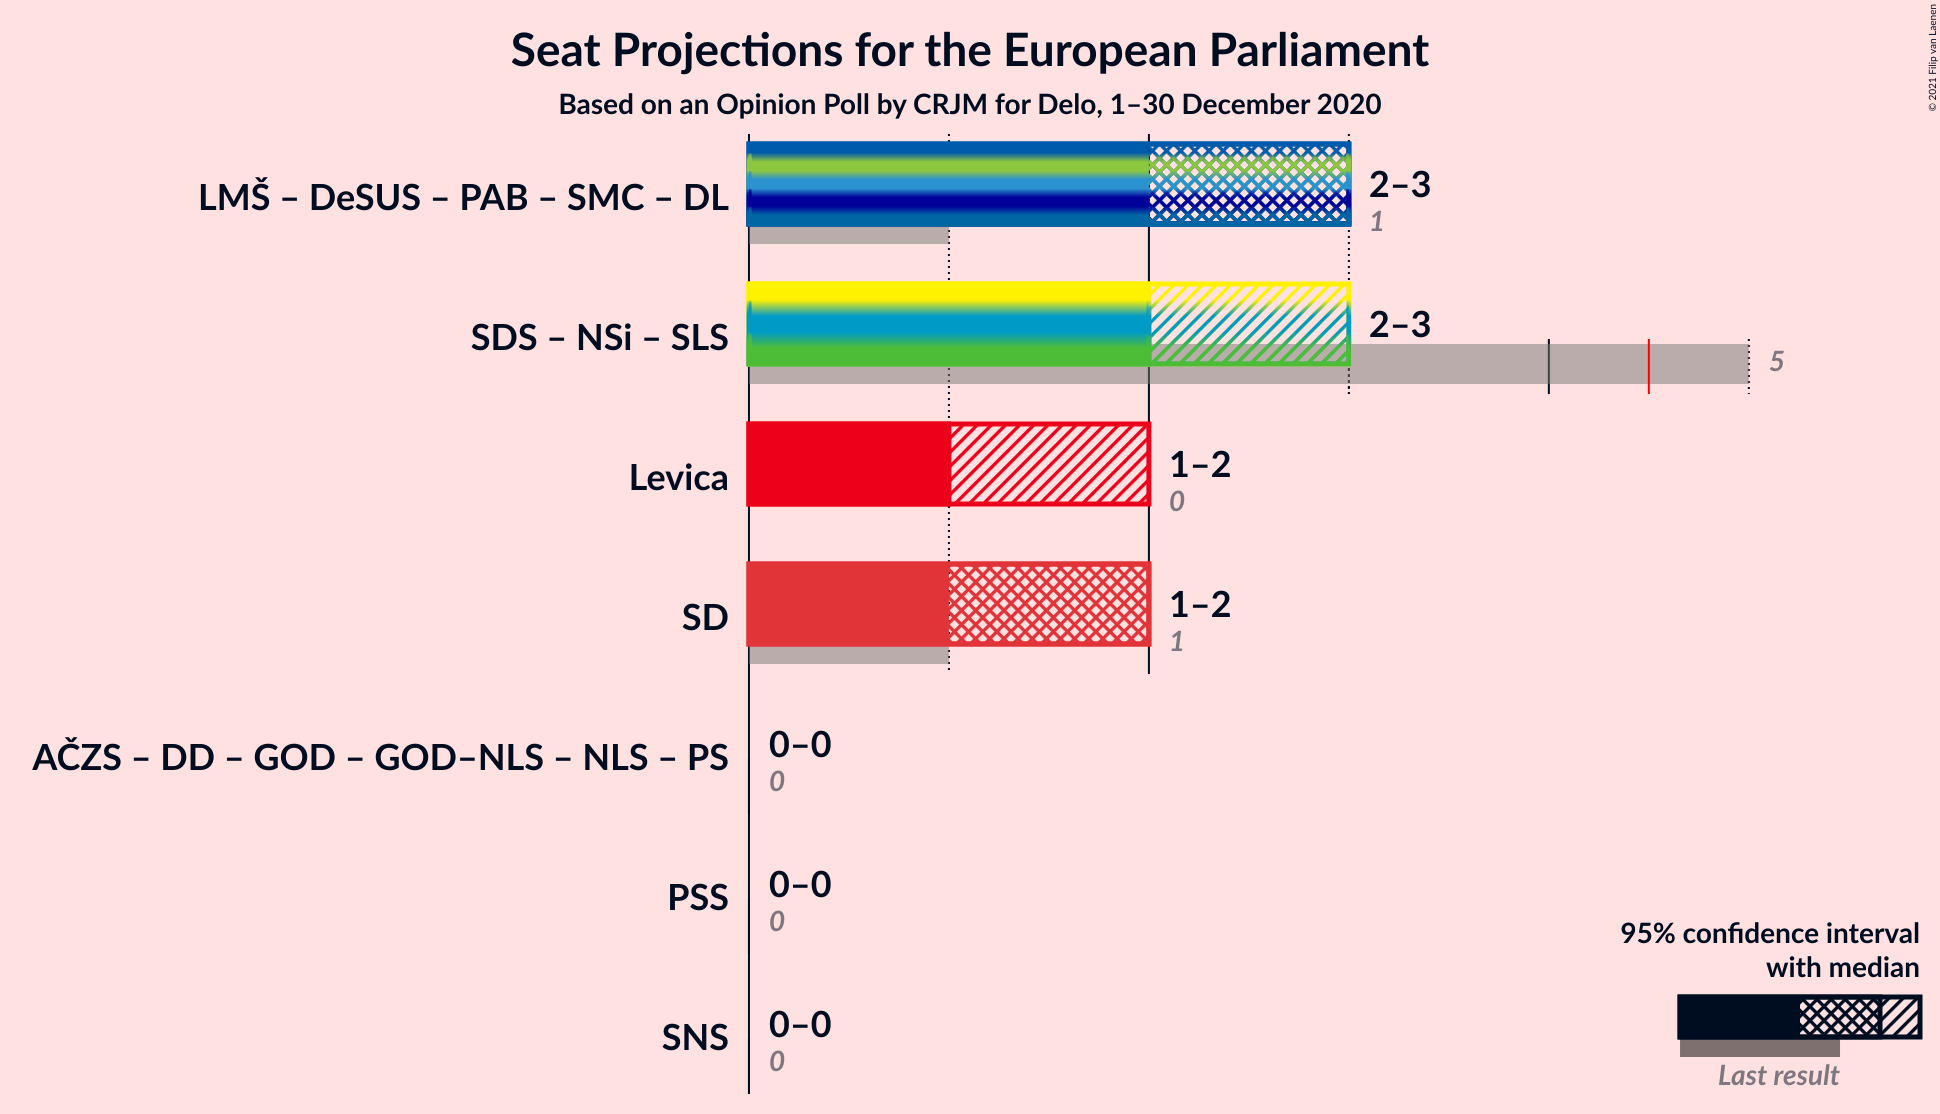 Seat Projections for the European Parliament
Based on an Opinion Poll by CRJM for Delo, 1–30 December 2020
© 2021 Filip van Laenen
LMŠ – DeSUS – PAB – SMC – DL
2–3
1
SDS – NSi – SLS
2–3
5
Levica
1–2
0
SD
1–2
1
AČZS – DD – GOD – GOD–NLS – NLS – PS
0–0
0
PSS
0–0
0
SNS
0–0
0
95% confidence interval
with median
Last result